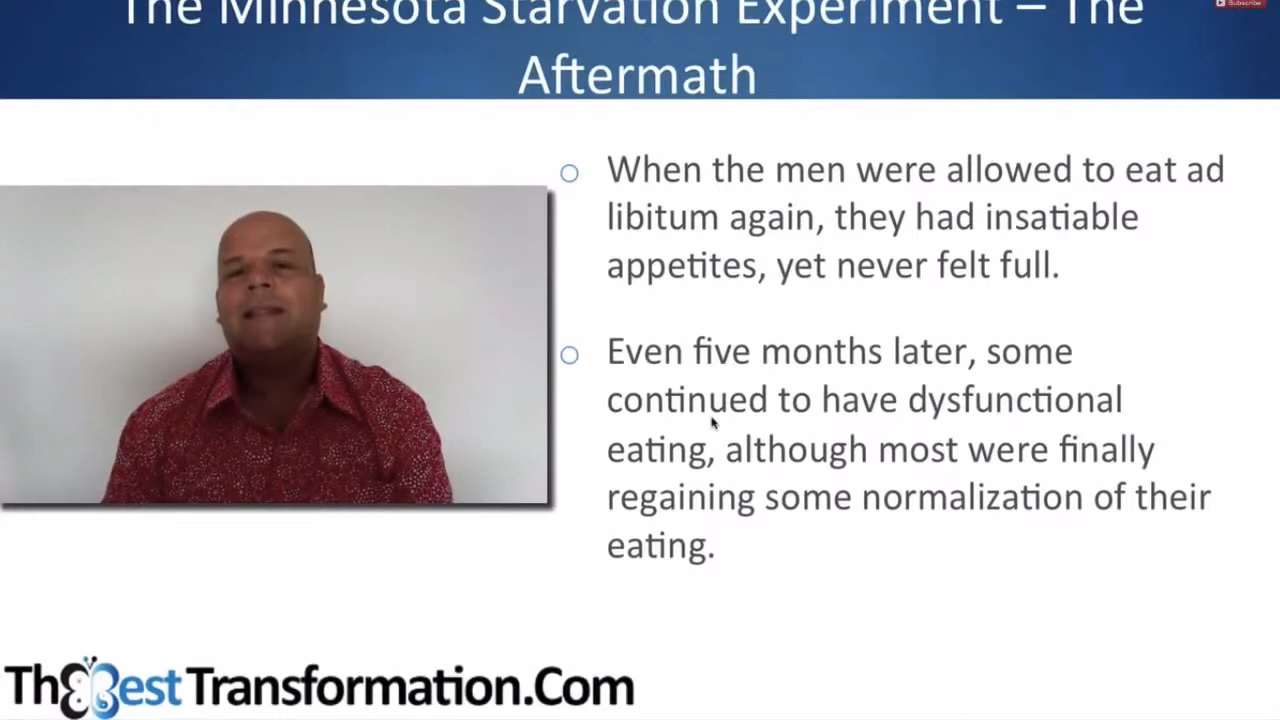 The Minnesota Starvation Experiment – The
Aftermath
Subscribe
When the men were allowed to eat ad
libitum again, they had insatiable
appetites, yet never felt full.
Even five months later, some
continued to have dysfunctional
eating, although most were finally
regaining some normalization of their
eating.
TheBestTransformation.Com